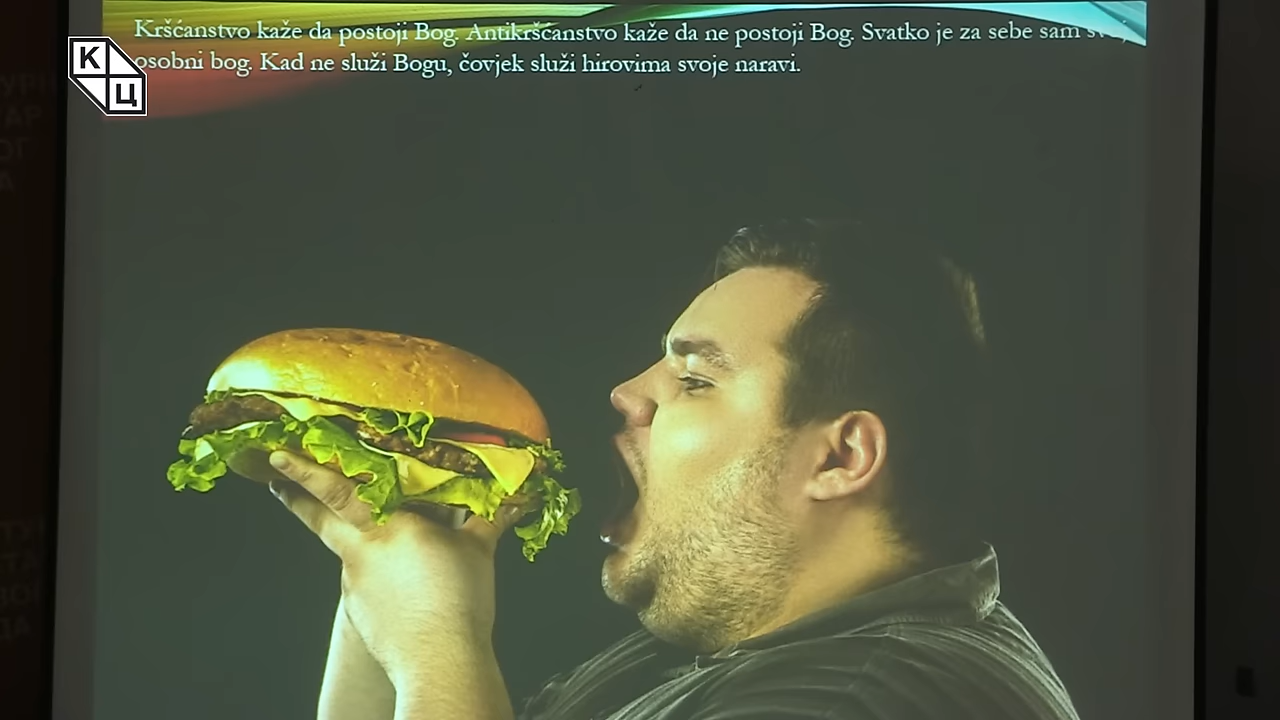 Kršćanstvo kaže da postoji Bog. Antikršćanstvo kaže da ne postoji Bog. Svatko je za sebe sam
osobni bog. Kad ne služi Bogu, čovjek služi hirovima svoje naravi.
К
Ц